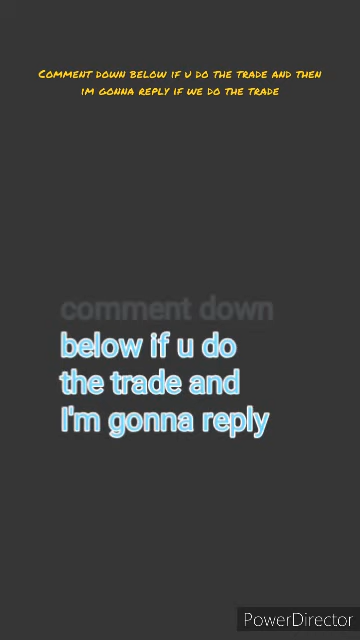 Comment down below if u do the trade and then
im gonna reply if we do the trade
comment down
below if u do
the trade and
I'm gonna reply
PowerDirector